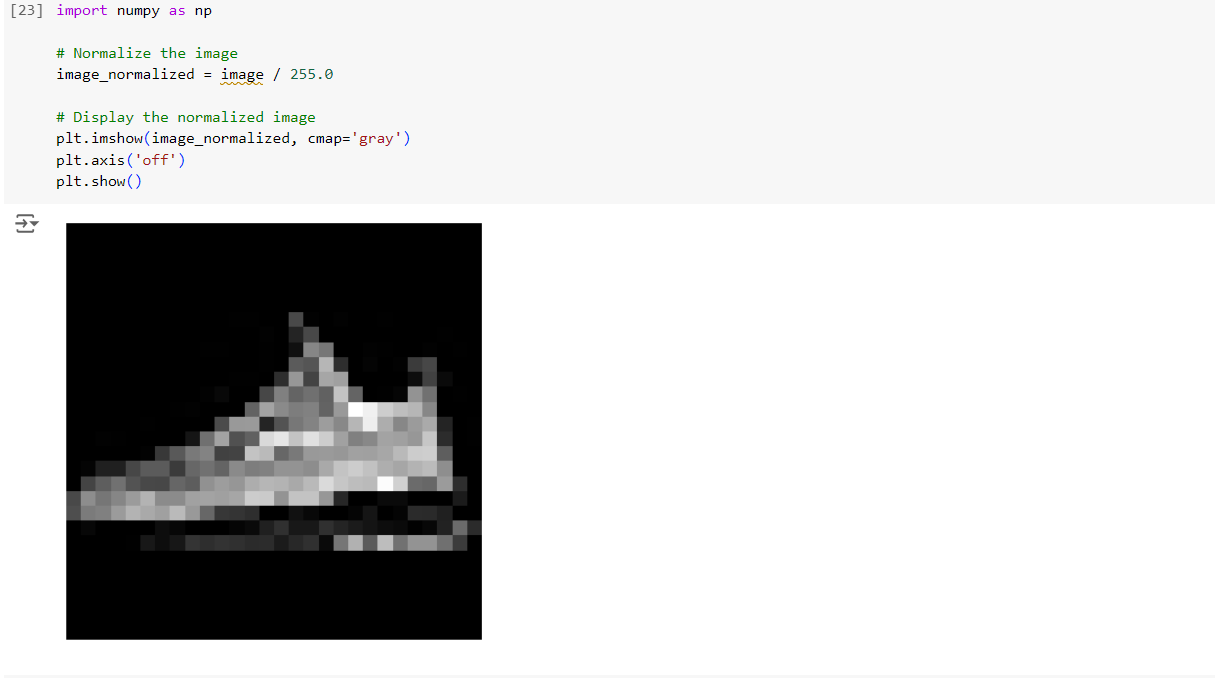 [23] import numpy as np
# Normalize the image
image_normalized = image / 255.0
# Display the normalized image
plt.imshow(image_normalized, cmap='gray')
plt.axis('off')
plt.show()